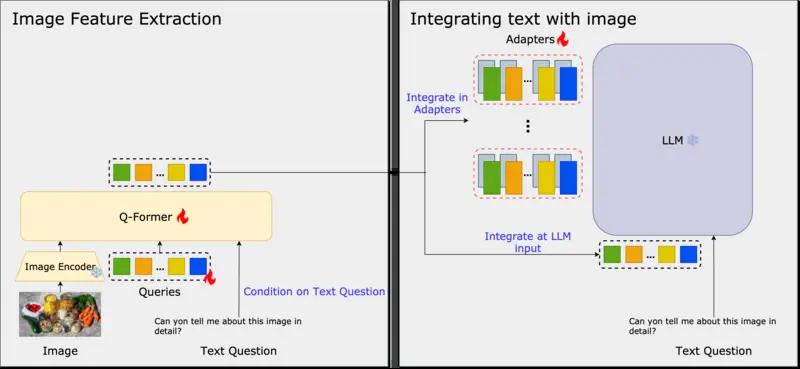 Image Feature Extraction
Q-Former
Image Encoder
...
...
Queries
Condition on Text Question
Can yon tell me about this image in
detail?
Image
Text Question
Integrating text with image
Adapters
...
Integrate in
Adapters
...
LLM
Integrate at LLM
input
...
Can yon tell me about this image in
detail?
Text Question